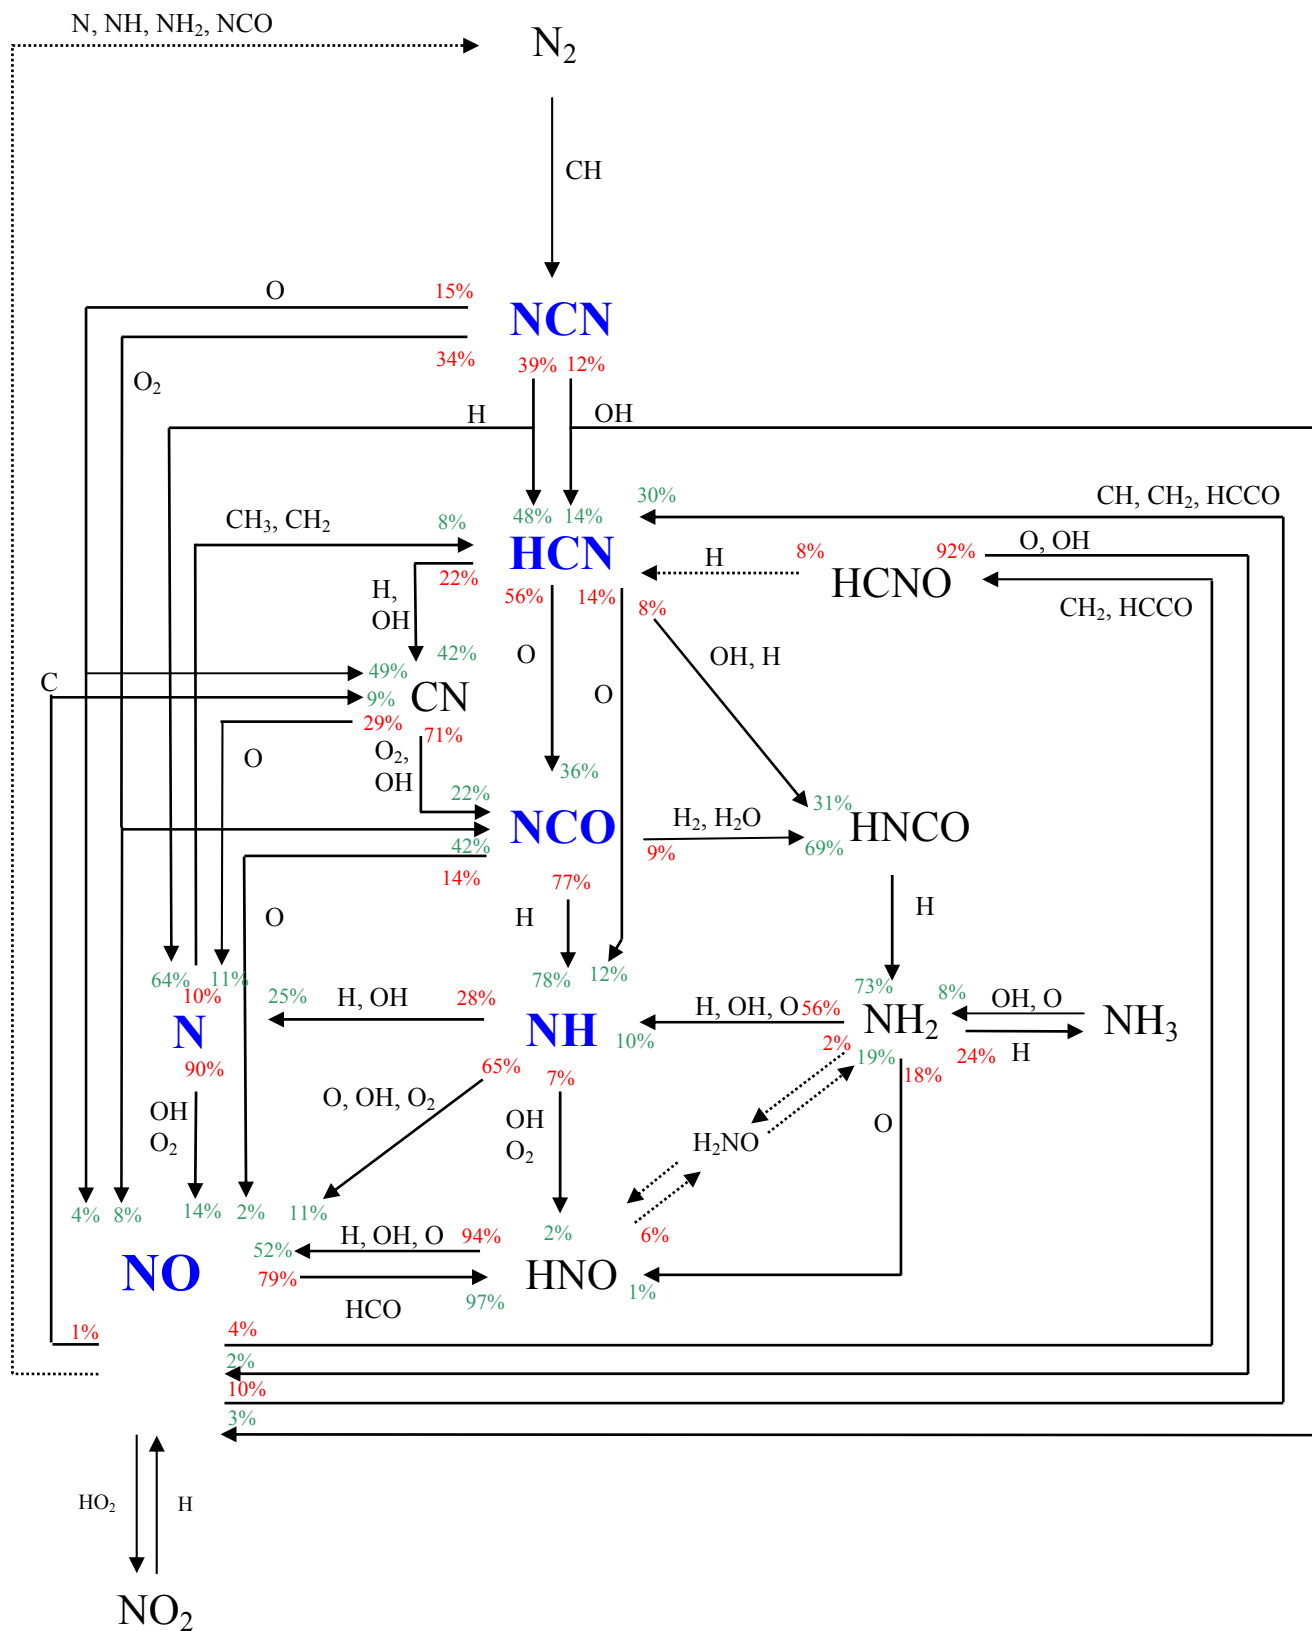 N, NH, NH₂, NCO
N₂
CH
O
15%
NCN
34%
39% 12%
O₂
H
OH
30%
CH, CH₂, HCCO
CH₃, CH₂
8%
48% 14%
HCN
H
8%
92%
O, OH
HCNO
22%
56%
14%
8%
CH₂, HCCO
H,
OH
O
OH, H
42%
49%
C
9%
CN
O
29%
71%
O
O₂,
OH
36%
22%
31%
NCO
H₂, H₂O
HNCO
42%
9%
69%
14%
77%
O
H
H
64%
11%
10%
25%
H, OH
28%
78%
12%
H, OH, O
56%
73%
8%
OH, O
N
NH
NH₂
NH₃
10%
2%
19%
24%
H
90%
65%
7%
18%
OH
O₂
O, OH, O₂
OH
O₂
O
H₂NO
4%
8%
14%
2%
11%
2%
6%
52%
H, OH, O
94%
NO
HNO
79%
97%
1%
HCO
1%
4%
2%
10%
3%
HO₂
H
NO₂